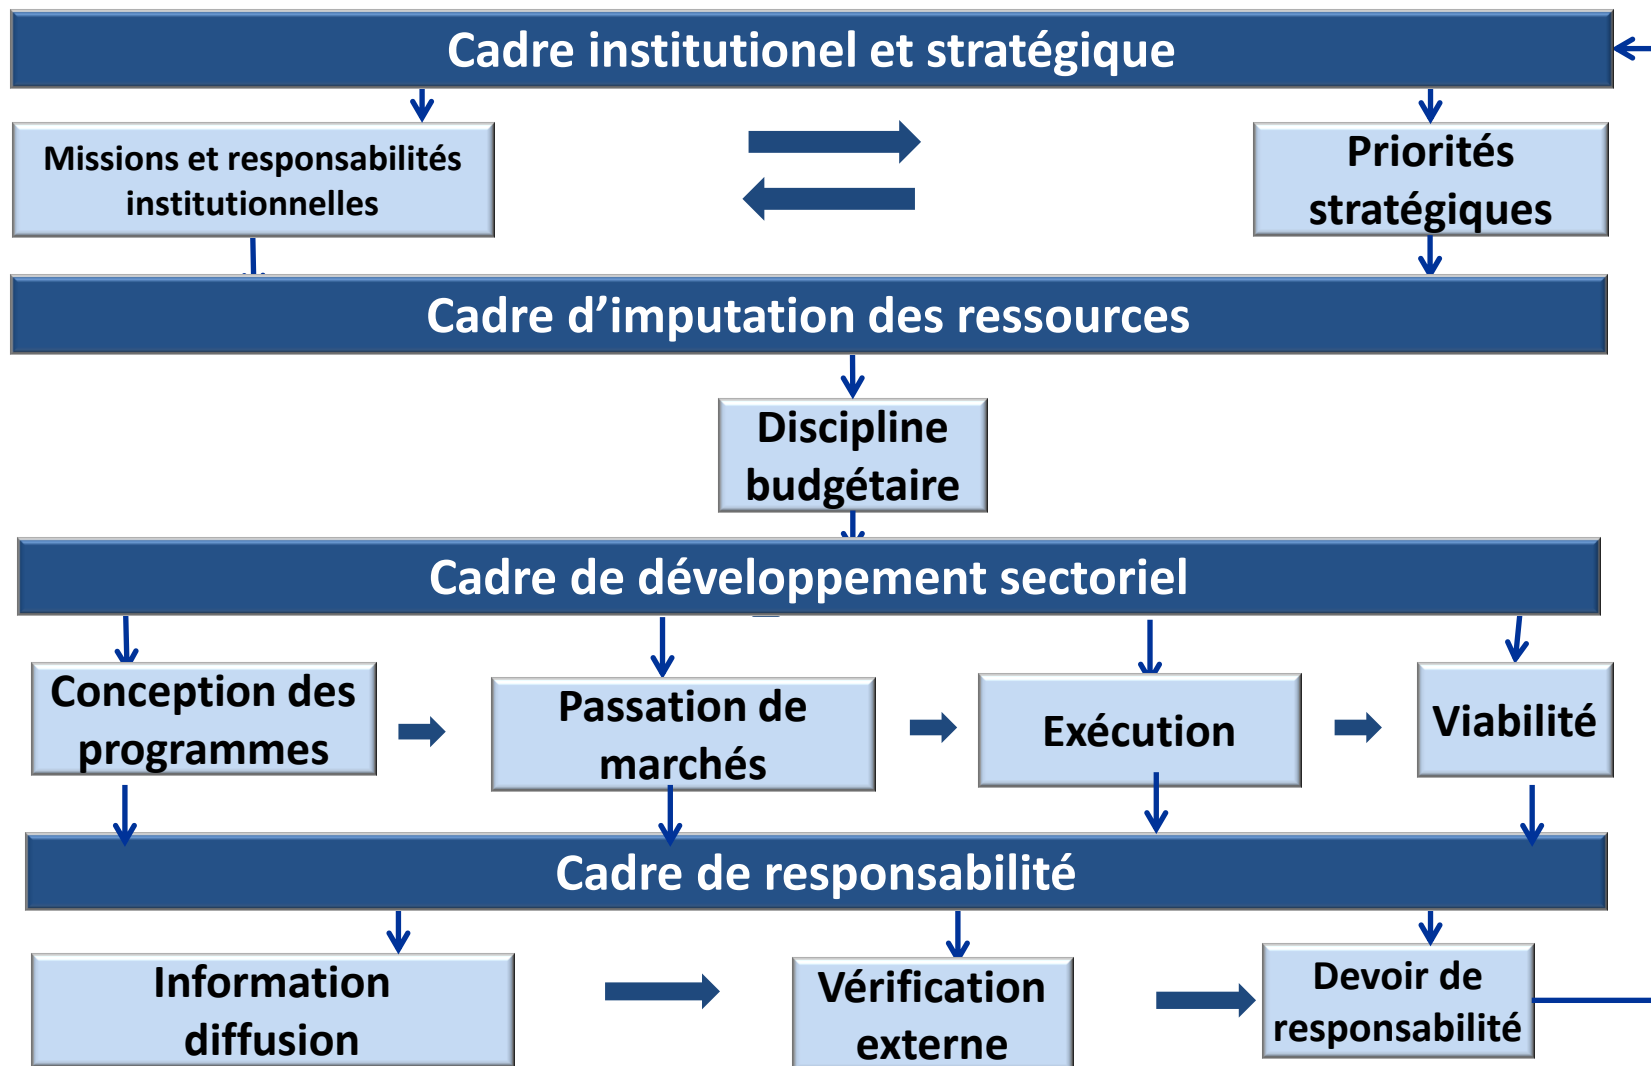 Cadre institutionel et stratégique
Missions et responsabilités
institutionnelles
Priorités
stratégiques
Cadre d’imputation des ressources
Discipline
budgétaire
Cadre de développement sectoriel
Conception des
programmes
Passation de
marchés
Exécution
Viabilité
Cadre de responsabilité
Information
diffusion
Vérification
externe
Devoir de
responsabilité